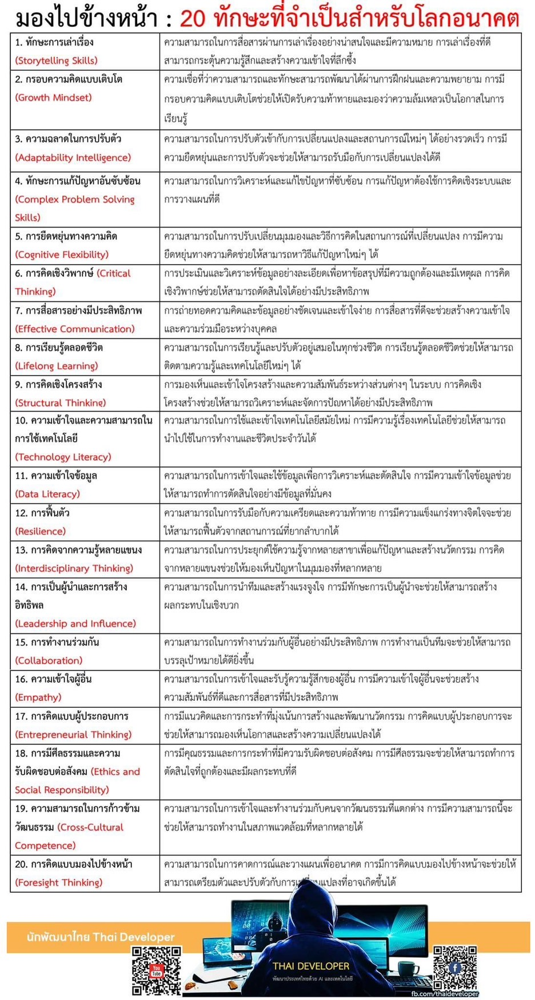 มองไปข้างหน้า : 20 ทักษะที่จำเป็นสำหรับโลกอนาคต
1. ทักษะการเล่าเรื่อง
(Storytelling Skills)
ความสามารถในการสื่อสารผ่านการเล่าเรื่องอย่างน่าสนใจและมีความหมาย การเล่าเรื่องที่ดี
สามารถกระตุ้นความรู้สึกและสร้างความเข้าใจที่ลึกซึ้ง
2. กรอบความคิดแบบเติบโต
(Growth Mindset)
ความเชื่อที่ว่าความสามารถและทักษะสามารถพัฒนาได้ผ่านการฝึกฝนและความพยายาม การมี
กรอบความคิดแบบเติบโตช่วยให้เปิดรับความท้าทายและมองว่าความล้มเหลวเป็นโอกาสในการ
เรียนรู้
3. ความฉลาดในการปรับตัว
(Adaptability Intelligence)
ความสามารถในการปรับตัวเข้ากับการเปลี่ยนแปลงและสถานการณ์ใหม่ๆ ได้อย่างรวดเร็ว การมี
ความยืดหยุ่นและการปรับตัวจะช่วยให้สามารถรับมือกับการเปลี่ยนแปลงได้ดี
4. ทักษะการแก้ปัญหาอันซับซ้อน
(Complex Problem Solving
Skills)
ความสามารถในการวิเคราะห์และแก้ไขปัญหาที่ซับซ้อน การแก้ปัญหาต้องใช้การคิดเชิงระบบและ
การวางแผนที่ดี
5. การยืดหยุ่นทางความคิด
(Cognitive Flexibility)
ความสามารถในการปรับเปลี่ยนมุมมองและวิธีการคิดในสถานการณ์ที่เปลี่ยนแปลง การมีความ
ยืดหยุ่นทางความคิดช่วยให้สามารถหาวิธีแก้ปัญหาใหม่ๆ ได้
6. การคิดเชิงวิพากษ์ (Critical
Thinking)
การประเมินและวิเคราะห์ข้อมูลอย่างละเอียดเพื่อหาข้อสรุปที่มีความถูกต้องและมีเหตุผล การคิด
เชิงวิพากษ์ช่วยให้สามารถตัดสินใจได้อย่างมีประสิทธิภาพ
7. การสื่อสารอย่างมีประสิทธิภาพ
(Effective Communication)
การถ่ายทอดความคิดและข้อมูลอย่างชัดเจนและเข้าใจง่าย การสื่อสารที่ดีจะช่วยสร้างความเข้าใจ
และความร่วมมือระหว่างบุคคล
8. การเรียนรู้ตลอดชีวิต
(Lifelong Learning)
ความสามารถในการเรียนรู้และปรับตัวอยู่เสมอในทุกช่วงชีวิต การเรียนรู้ตลอดชีวิตช่วยให้สามารถ
ติดตามความรู้และเทคโนโลยีใหม่ๆ ได้
9. การคิดเชิงโครงสร้าง
(Structural Thinking)
การมองเห็นและเข้าใจโครงสร้างและความสัมพันธ์ระหว่างส่วนต่างๆ ในระบบ การคิดเชิง
โครงสร้างช่วยให้สามารถวิเคราะห์และจัดการปัญหาได้อย่างมีประสิทธิภาพ
10. ความเข้าใจและความสามารถใน
การใช้เทคโนโลยี
(Technology Literacy)
ความสามารถในการใช้และเข้าใจเทคโนโลยีสมัยใหม่ การมีความรู้เรื่องเทคโนโลยีช่วยให้สามารถ
นำไปใช้ในการทำงานและชีวิตประจำวันได้
11. ความเข้าใจข้อมูล
(Data Literacy)
ความสามารถในการเข้าใจและใช้ข้อมูลเพื่อการวิเคราะห์และตัดสินใจ การมีความเข้าใจข้อมูลช่วย
ให้สามารถทำการตัดสินใจอย่างมีข้อมูลที่มั่นคง
12. การฟื้นตัว
(Resilience)
ความสามารถในการรับมือกับความเครียดและความท้าทาย การมีความแข็งแกร่งทางจิตใจจะช่วย
ให้สามารถฟื้นตัวจากสถานการณ์ที่ยากลำบากได้
13. การคิดจากความรู้หลายแขนง
(Interdisciplinary Thinking)
ความสามารถในการประยุกต์ใช้ความรู้จากหลายสาขาเพื่อแก้ปัญหาและสร้างนวัตกรรม การคิด
จากหลายแขนงช่วยให้มองเห็นปัญหาในมุมมองที่หลากหลาย
14. การเป็นผู้นำและการสร้าง
อิทธิพล
(Leadership and Influence)
ความสามารถในการนำทีมและสร้างแรงจูงใจ การมีทักษะการเป็นผู้นำจะช่วยให้สามารถสร้าง
ผลกระทบในเชิงบวก
15. การทำงานร่วมกัน
(Collaboration)
ความสามารถในการทำงานร่วมกับผู้อื่นอย่างมีประสิทธิภาพ การทำงานเป็นทีมจะช่วยให้สามารถ
บรรลุเป้าหมายได้ดียิ่งขึ้น
16. ความเข้าใจผู้อื่น
(Empathy)
ความสามารถในการเข้าใจและรับรู้ความรู้สึกของผู้อื่น การมีความเข้าใจผู้อื่นจะช่วยสร้าง
ความสัมพันธ์ที่ดีและการสื่อสารที่มีประสิทธิภาพ
17. การคิดแบบผู้ประกอบการ
(Entrepreneurial Thinking)
การมีแนวคิดและการกระทำที่มุ่งเน้นการสร้างและพัฒนานวัตกรรม การคิดแบบผู้ประกอบการจะ
ช่วยให้สามารถมองเห็นโอกาสและสร้างความเปลี่ยนแปลงได้
18. การมีศีลธรรมและความ
รับผิดชอบต่อสังคม (Ethics and
Social Responsibility)
การมีคุณธรรมและการกระทำที่มีความรับผิดชอบต่อสังคม การมีศีลธรรมจะช่วยให้สามารถทำการ
ตัดสินใจที่ถูกต้องและมีผลกระทบที่ดี
19. ความสามารถในการก้าวข้าม
วัฒนธรรม (Cross-Cultural
Competence)
ความสามารถในการเข้าใจและทำงานร่วมกับคนจากวัฒนธรรมที่แตกต่าง การมีความสามารถนี้จะ
ช่วยให้สามารถทำงานในสภาพแวดล้อมที่หลากหลายได้
20. การคิดแบบมองไปข้างหน้า
(Foresight Thinking)
ความสามารถในการคาดการณ์และวางแผนเพื่ออนาคต การมีการคิดแบบมองไปข้างหน้าจะช่วยให้
สามารถเตรียมตัวและปรับตัวกับการเปลี่ยนแปลงที่อาจเกิดขึ้นได้
นักพัฒนาไทย Thai Developer
You
Tube
THAI DEVELOPER
พัฒนาประเทศไทยด้วย AI และเทคโนโลยี
fb.com/thaideveloper